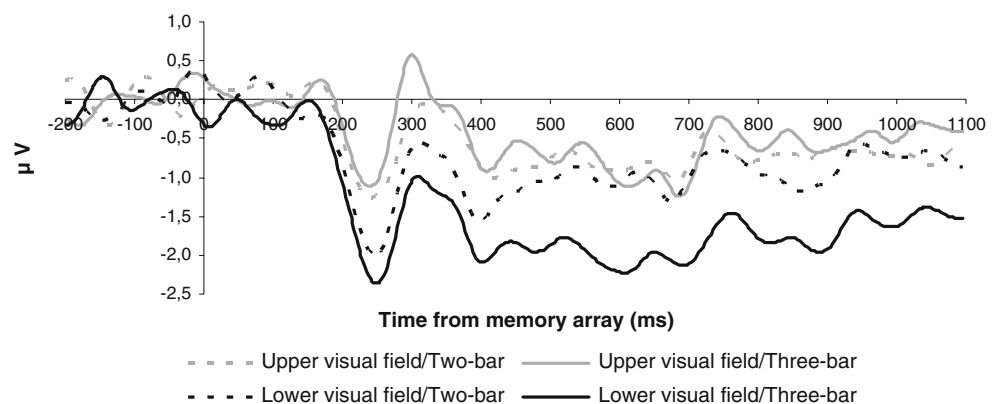 1,0
0,5
0,0
-200 -100 0 100 200 300 400 500 600 700 800 900 1000 1100
-0,5
μ V
-1,0
-1,5
-2,0
-2,5
Time from memory array (ms)
Upper visual field/Two-bar Upper visual field/Three-bar
Lower visual field/Two-bar Lower visual field/Three-bar